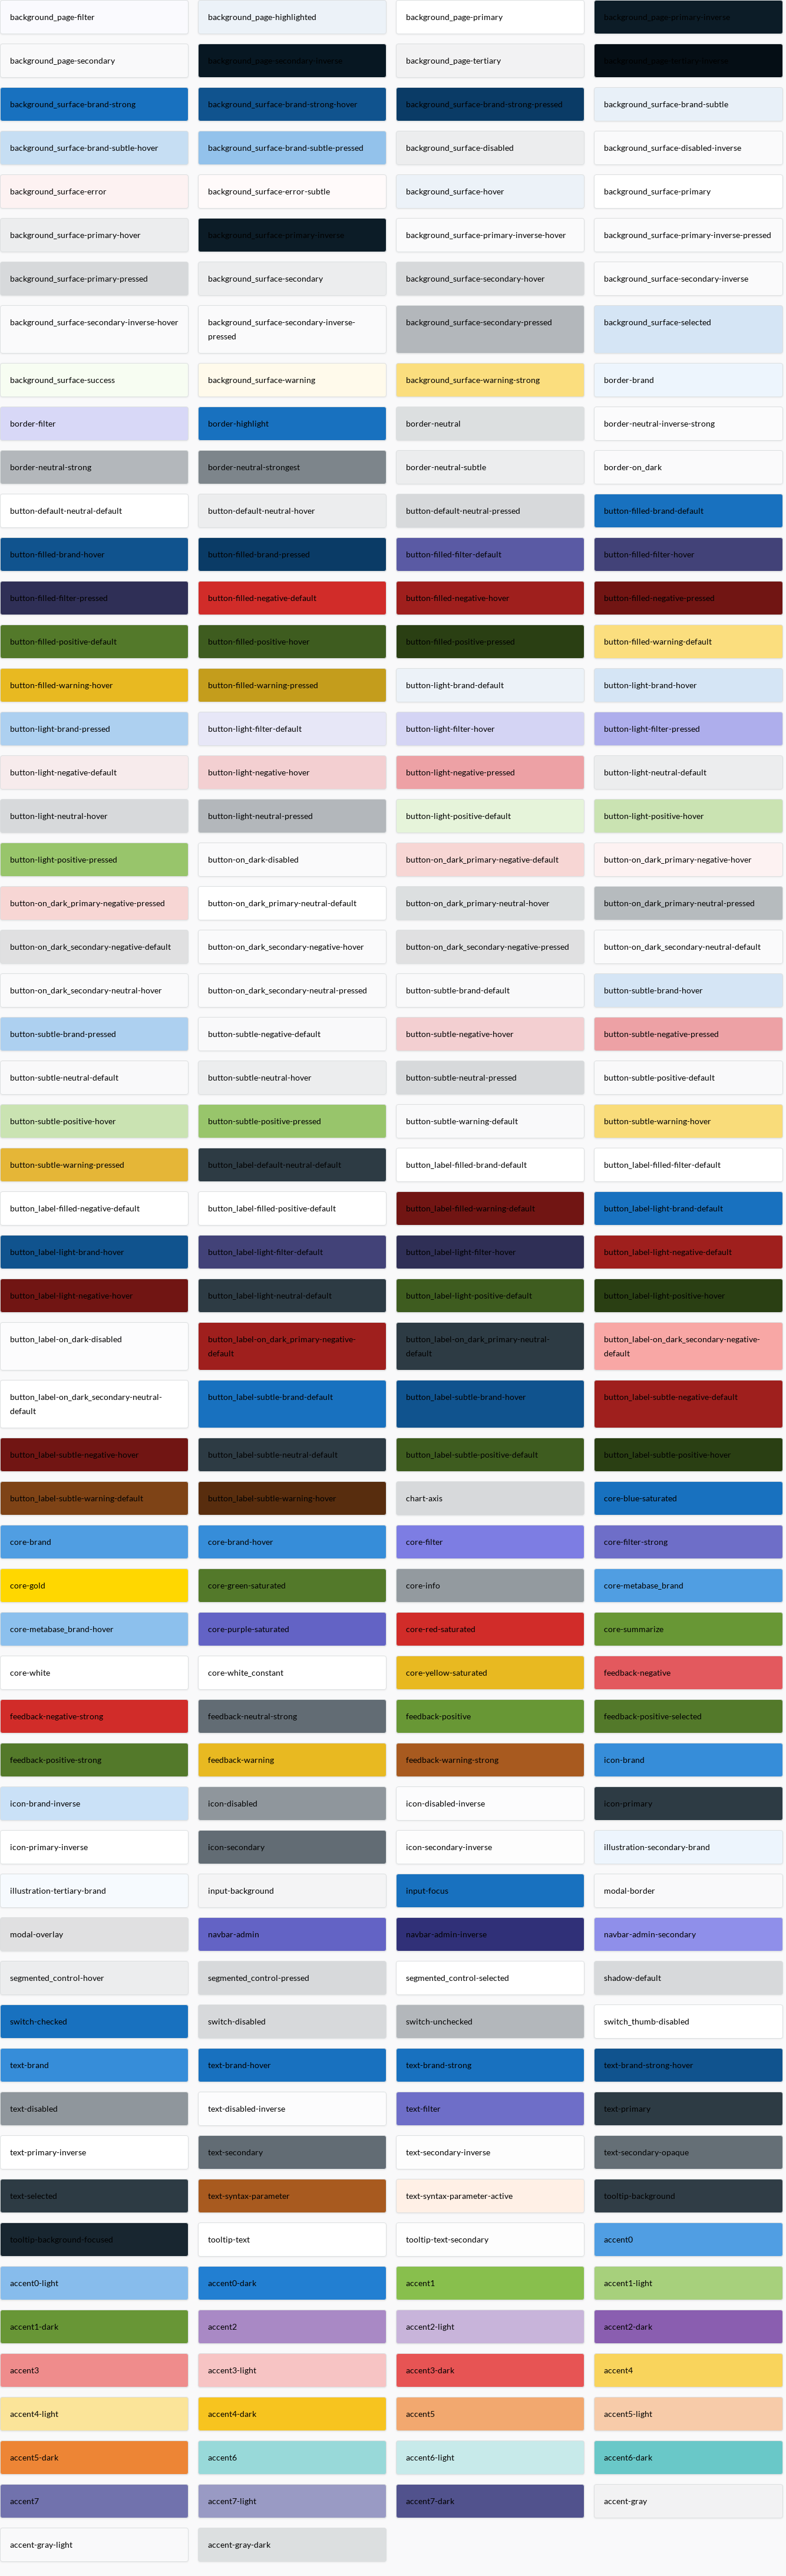 background_page-filter
background_page-highlighted
background_page-primary
background_page-primary-inverse
background_page-secondary
background_page-secondary-inverse
background_page-tertiary
background_page-tertiary-inverse
background_surface-brand-strong
background_surface-brand-strong-hover
background_surface-brand-strong-pressed
background_surface-brand-subtle
background_surface-brand-subtle-hover
background_surface-brand-subtle-pressed
background_surface-disabled
background_surface-disabled-inverse
background_surface-error
background_surface-error-subtle
background_surface-hover
background_surface-primary
background_surface-primary-hover
background_surface-primary-inverse
background_surface-primary-inverse-hover
background_surface-primary-inverse-pressed
background_surface-primary-pressed
background_surface-secondary
background_surface-secondary-hover
background_surface-secondary-inverse
background_surface-secondary-inverse-hover
background_surface-secondary-inverse-
pressed
background_surface-secondary-pressed
background_surface-selected
background_surface-success
background_surface-warning
background_surface-warning-strong
border-brand
border-filter
border-highlight
border-neutral
border-neutral-inverse-strong
border-neutral-strong
border-neutral-strongest
border-neutral-subtle
border-on_dark
button-default-neutral-default
button-default-neutral-hover
button-default-neutral-pressed
button-filled-brand-default
button-filled-brand-hover
button-filled-brand-pressed
button-filled-filter-default
button-filled-filter-hover
button-filled-filter-pressed
button-filled-negative-default
button-filled-negative-hover
button-filled-negative-pressed
button-filled-positive-default
button-filled-positive-hover
button-filled-positive-pressed
button-filled-warning-default
button-filled-warning-hover
button-filled-warning-pressed
button-light-brand-default
button-light-brand-hover
button-light-brand-pressed
button-light-filter-default
button-light-filter-hover
button-light-filter-pressed
button-light-negative-default
button-light-negative-hover
button-light-negative-pressed
button-light-neutral-default
button-light-neutral-hover
button-light-neutral-pressed
button-light-positive-default
button-light-positive-hover
button-light-positive-pressed
button-on_dark-disabled
button-on_dark_primary-negative-default
button-on_dark_primary-negative-hover
button-on_dark_primary-negative-pressed
button-on_dark_primary-neutral-default
button-on_dark_primary-neutral-hover
button-on_dark_primary-neutral-pressed
button-on_dark_secondary-negative-default
button-on_dark_secondary-negative-hover
button-on_dark_secondary-negative-pressed
button-on_dark_secondary-neutral-default
button-on_dark_secondary-neutral-hover
button-on_dark_secondary-neutral-pressed
button-subtle-brand-default
button-subtle-brand-hover
button-subtle-brand-pressed
button-subtle-negative-default
button-subtle-negative-hover
button-subtle-negative-pressed
button-subtle-neutral-default
button-subtle-neutral-hover
button-subtle-neutral-pressed
button-subtle-positive-default
button-subtle-positive-hover
button-subtle-positive-pressed
button-subtle-warning-default
button-subtle-warning-hover
button-subtle-warning-pressed
button_label-default-neutral-default
button_label-filled-brand-default
button_label-filled-filter-default
button_label-filled-negative-default
button_label-filled-positive-default
button_label-filled-warning-default
button_label-light-brand-default
button_label-light-brand-hover
button_label-light-filter-default
button_label-light-filter-hover
button_label-light-negative-default
button_label-light-negative-hover
button_label-light-neutral-default
button_label-light-positive-default
button_label-light-positive-hover
button_label-on_dark-disabled
button_label-on_dark_primary-negative-
default
button_label-on_dark_primary-neutral-
default
button_label-on_dark_secondary-negative-
default
button_label-on_dark_secondary-neutral-
default
button_label-subtle-brand-default
button_label-subtle-brand-hover
button_label-subtle-negative-default
button_label-subtle-negative-hover
button_label-subtle-neutral-default
button_label-subtle-positive-default
button_label-subtle-positive-hover
button_label-subtle-warning-default
button_label-subtle-warning-hover
chart-axis
core-blue-saturated
core-brand
core-brand-hover
core-filter
core-filter-strong
core-gold
core-green-saturated
core-info
core-metabase_brand
core-metabase_brand-hover
core-purple-saturated
core-red-saturated
core-summarize
core-white
core-white_constant
core-yellow-saturated
feedback-negative
feedback-negative-strong
feedback-neutral-strong
feedback-positive
feedback-positive-selected
feedback-positive-strong
feedback-warning
feedback-warning-strong
icon-brand
icon-brand-inverse
icon-disabled
icon-disabled-inverse
icon-primary
icon-primary-inverse
icon-secondary
icon-secondary-inverse
illustration-secondary-brand
illustration-tertiary-brand
input-background
input-focus
modal-border
modal-overlay
navbar-admin
navbar-admin-inverse
navbar-admin-secondary
segmented_control-hover
segmented_control-pressed
segmented_control-selected
shadow-default
switch-checked
switch-disabled
switch-unchecked
switch_thumb-disabled
text-brand
text-brand-hover
text-brand-strong
text-brand-strong-hover
text-disabled
text-disabled-inverse
text-filter
text-primary
text-primary-inverse
text-secondary
text-secondary-inverse
text-secondary-opaque
text-selected
text-syntax-parameter
text-syntax-parameter-active
tooltip-background
tooltip-background-focused
tooltip-text
tooltip-text-secondary
accent0
accent0-light
accent0-dark
accent1
accent1-light
accent1-dark
accent2
accent2-light
accent2-dark
accent3
accent3-light
accent3-dark
accent4
accent4-light
accent4-dark
accent5
accent5-light
accent5-dark
accent6
accent6-light
accent6-dark
accent7
accent7-light
accent7-dark
accent-gray
accent-gray-light
accent-gray-dark